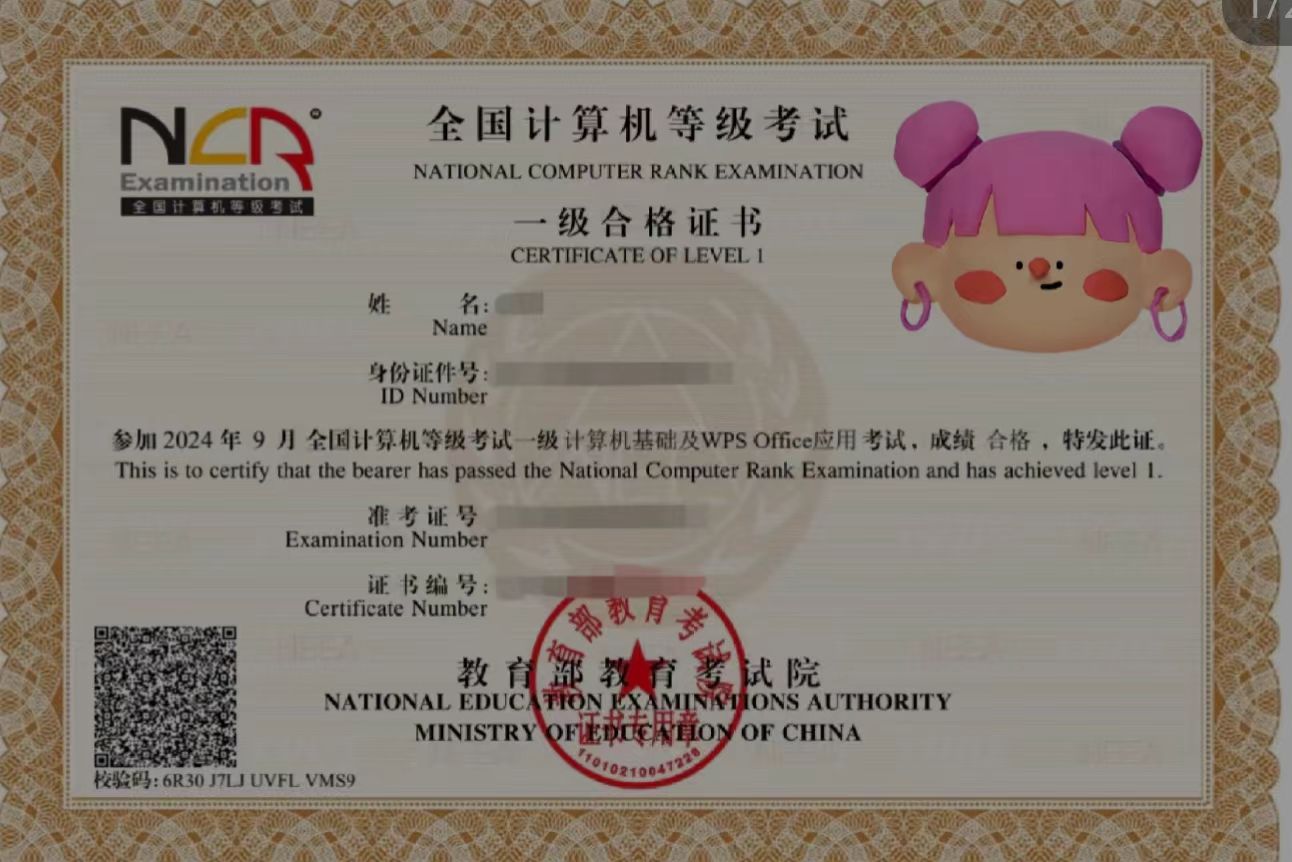 1/2
NCR
Examination
全国计算机等级考试
全国计算机等级考试
NATIONAL COMPUTER RANK EXAMINATION
一级合格证书
CERTIFICATE OF LEVEL 1
姓 名:
Name
身份证件号:
ID Number
参加 2024 年 9 月 全国计算机等级考试一级 计算机基础及WPS Office应用 考试，成绩 合格 ，特发此证。
This is to certify that the bearer has passed the National Computer Rank Examination and has achieved level 1.
准考证号
Examination Number
证书编号:
Certificate Number
教育部教育考试院
教育部教育考试院
NATIONAL EDUCATION EXAMINATIONS AUTHORITY
证书专用章
MINISTRY OF EDUCATION OF CHINA
11010210047228
校验码: 6R30 J7LJ UVFL VMS9